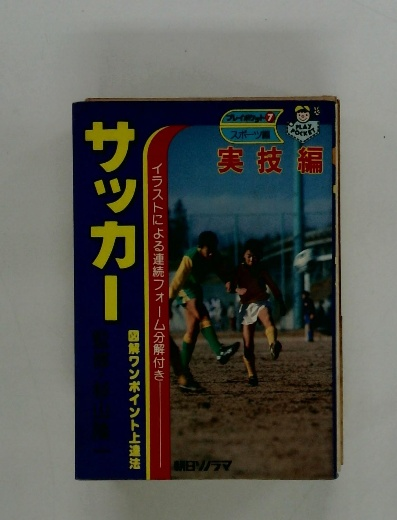 プレイポケット7
スポーツ編
PLAY POCKET
実技編
サッカー
イラストによる連続フォーム分解付き
図解ワンポイント上達法
朝日ソノラマ